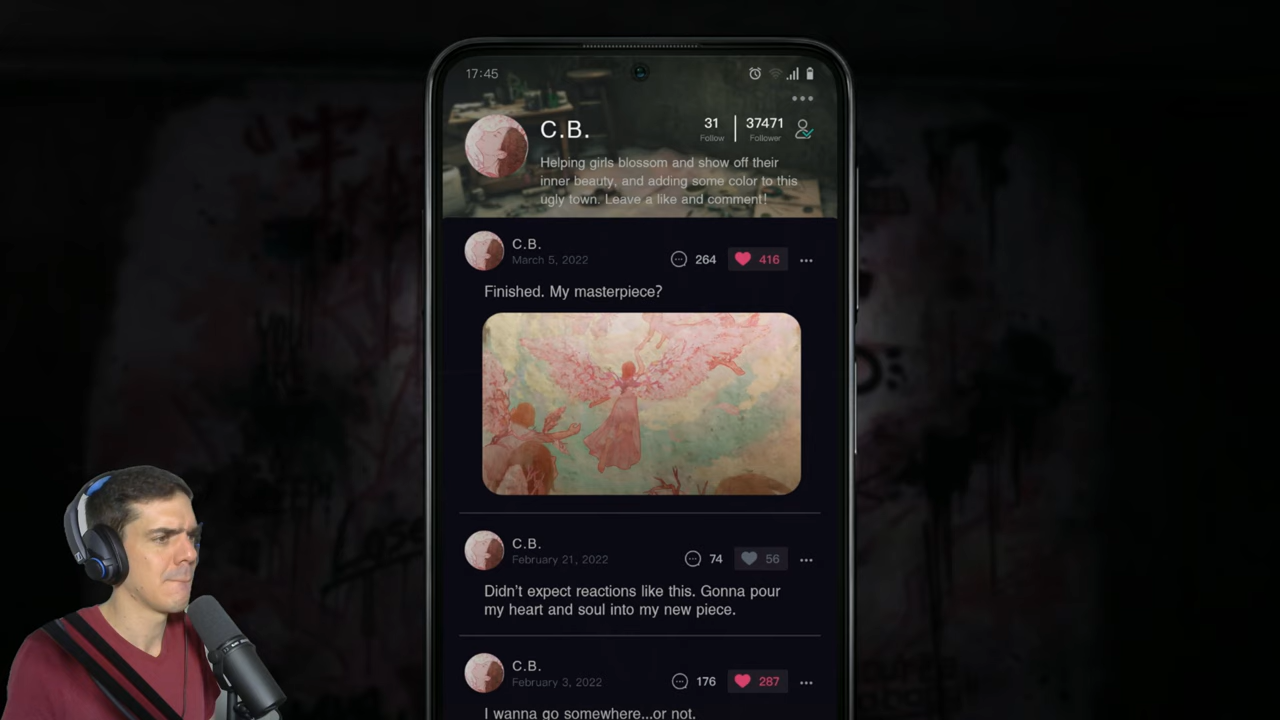 17:45
C.B.
31
Follow
37471
Follower
Helping girls blossom and show off their
inner beauty, and adding some color to this
ugly town. Leave a like and comment!
C.B.
March 5, 2022
264
416
Finished. My masterpiece?
C.B.
February 21, 2022
74
56
Didn't expect reactions like this. Gonna pour
my heart and soul into my new piece.
C.B.
February 3, 2022
176
287
I wanna go somewhere...or not.